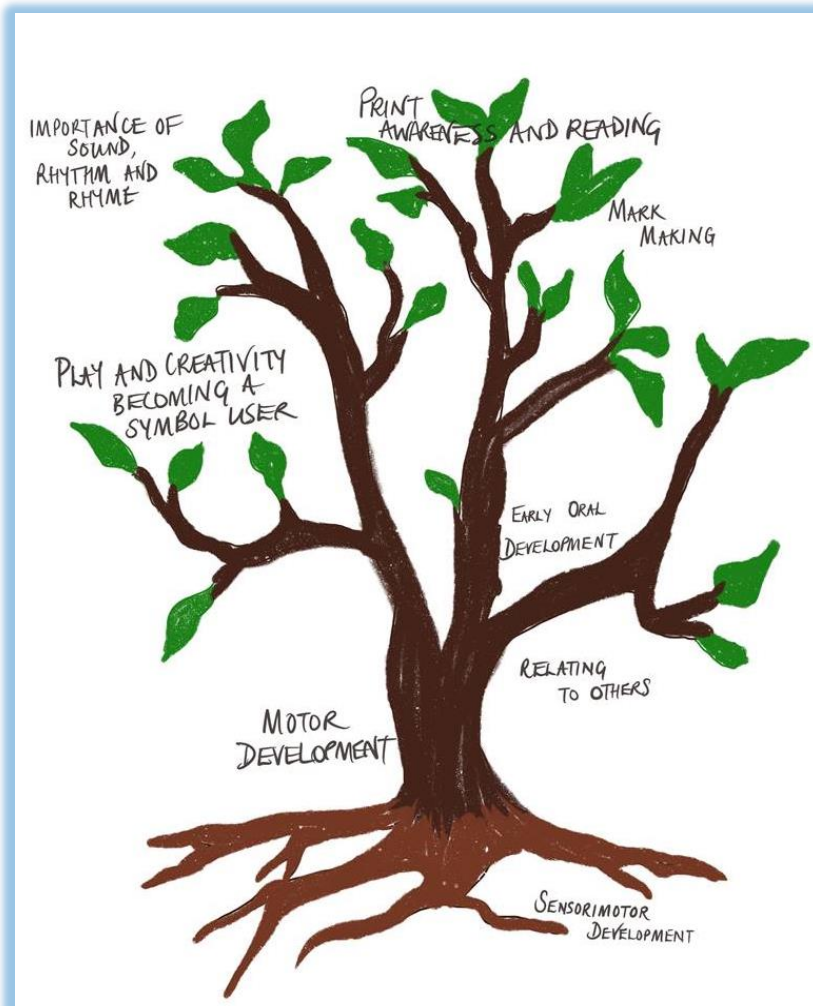 IMPORTANCE OF
SOUND,
RHYTHM AND
RHYME
PRINT
AWARENESS AND READING
MARK
MAKING
PLAY AND CREATIVITY
BECOMING A
SYMBOL USER
EARLY ORAL
DEVELOPMENT
RELATING
TO OTHERS
MOTOR
DEVELOPMENT
SENSORIMOTOR
DEVELOPMENT